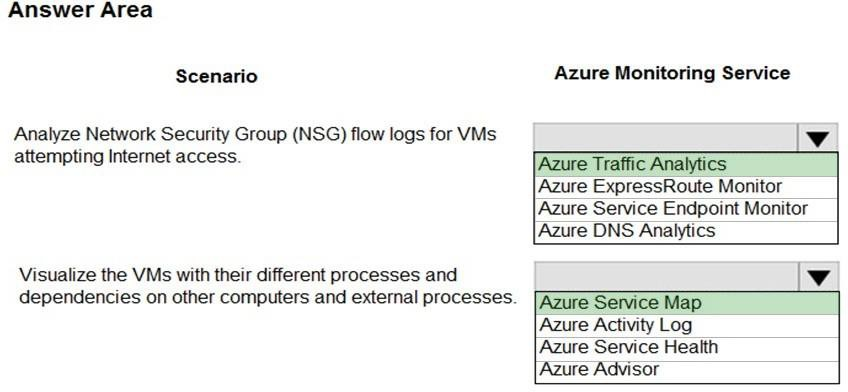 Answer Area
Scenario
Azure Monitoring Service
Analyze Network Security Group (NSG) flow logs for VMs
attempting Internet access.
Azure Traffic Analytics
Azure ExpressRoute Monitor
Azure Service Endpoint Monitor
Azure DNS Analytics
Visualize the VMs with their different processes and
dependencies on other computers and external processes.
Azure Service Map
Azure Activity Log
Azure Service Health
Azure Advisor